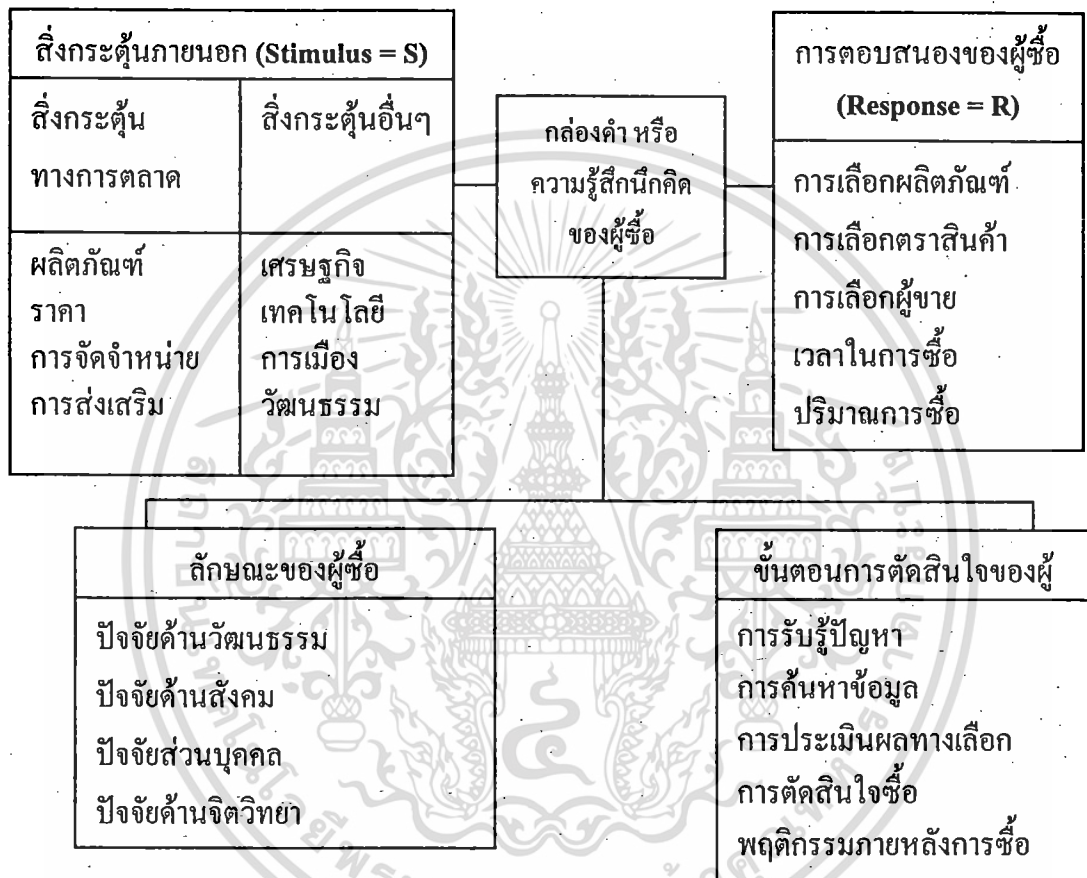 สิ่งกระตุ้นภายนอก (Stimulus = S)
สิ่งกระตุ้น
ทางการตลาด
สิ่งกระตุ้นอื่นๆ
ผลิตภัณฑ์
ราคา
การจัดจำหน่าย
การส่งเสริม
เศรษฐกิจ
เทคโนโลยี
การเมือง
วัฒนธรรม
กล่องคำ หรือ
ความรู้สึกนึกคิด
ของผู้ซื้อ
การตอบสนองของผู้ซื้อ
(Response = R)
การเลือกผลิตภัณฑ์
การเลือกตราสินค้า
การเลือกผู้ขาย
เวลาในการซื้อ
ปริมาณการซื้อ
ลักษณะของผู้ซื้อ
ปัจจัยด้านวัฒนธรรม
ปัจจัยด้านสังคม
ปัจจัยส่วนบุคคล
ปัจจัยด้านจิตวิทยา
ขั้นตอนการตัดสินใจของผู้
การรับรู้ปัญหา
การค้นหาข้อมูล
การประเมินผลทางเลือก
การตัดสินใจซื้อ
พฤติกรรมภายหลังการซื้อ